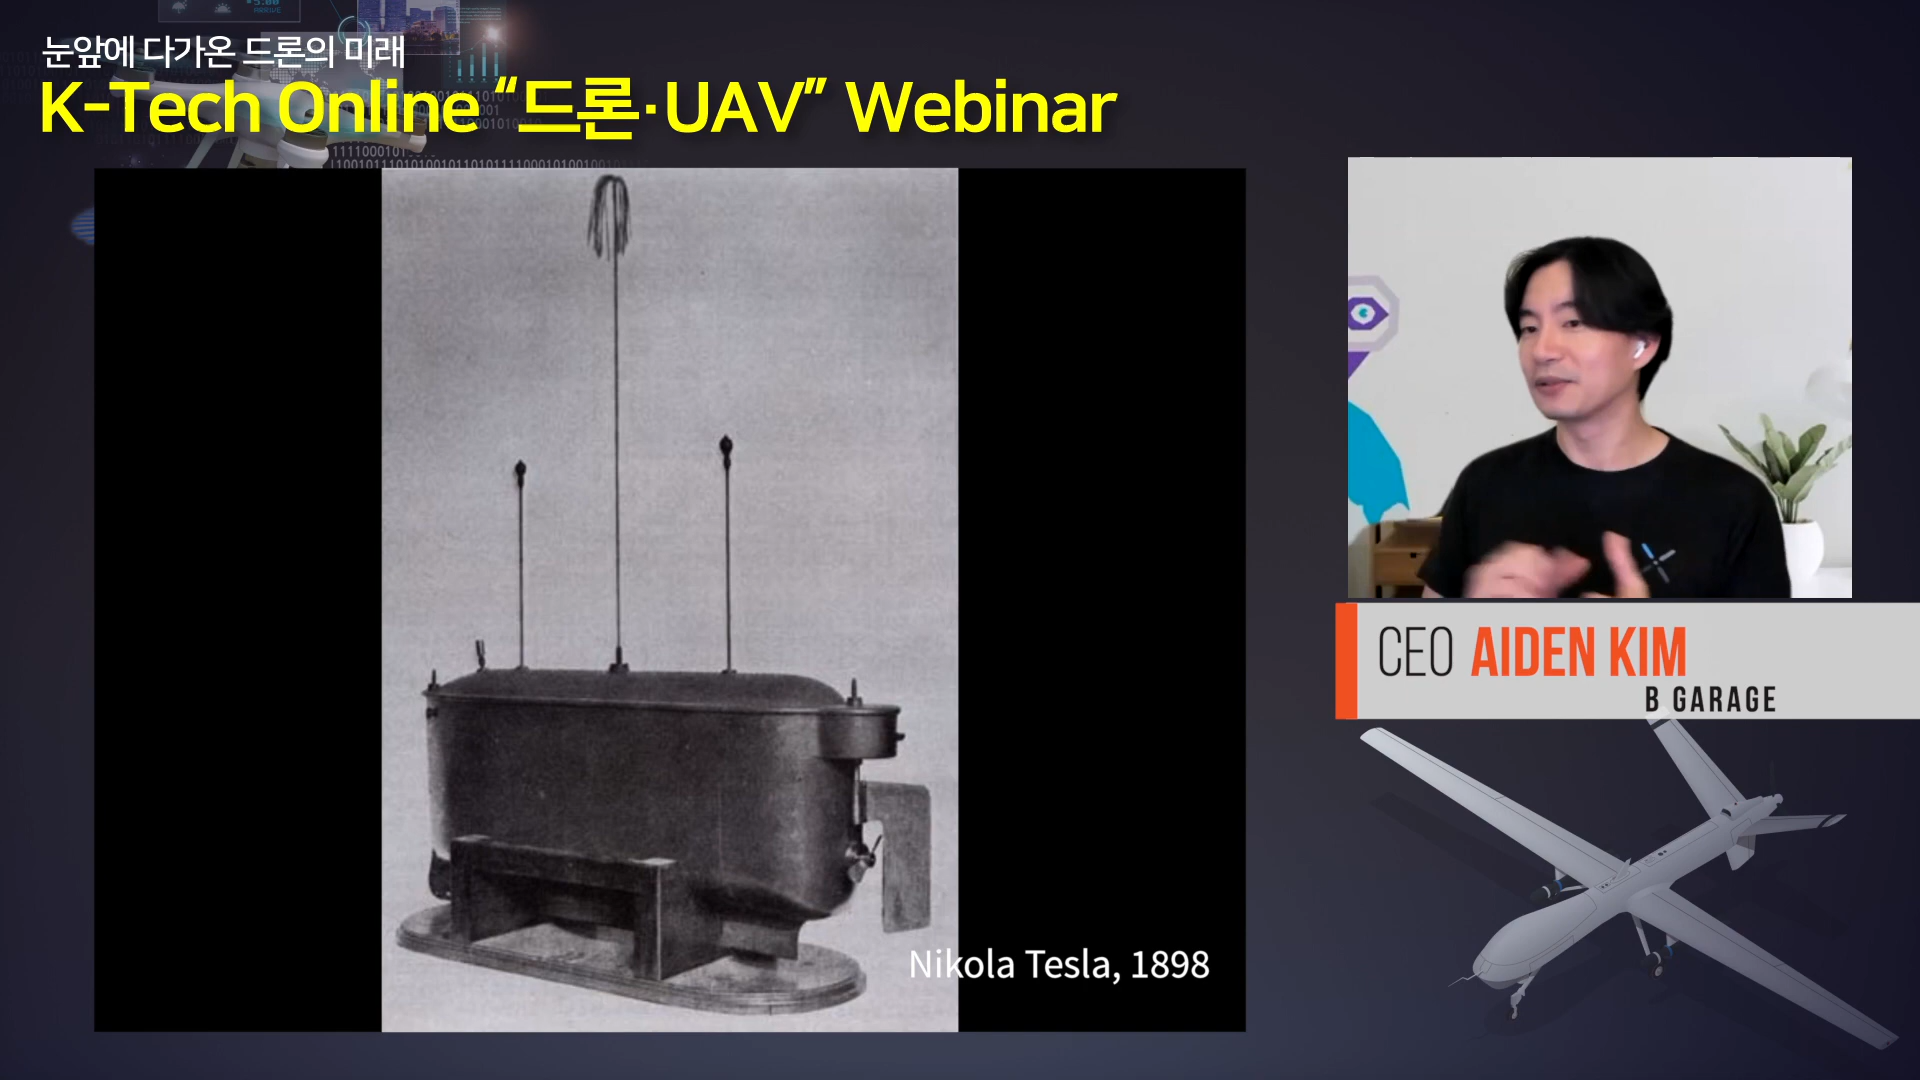 눈앞에 다가온 드론의 미래
K-Tech Online “드론·UAV” Webinar
Nikola Tesla, 1898
CEO AIDEN KIM
B GARAGE